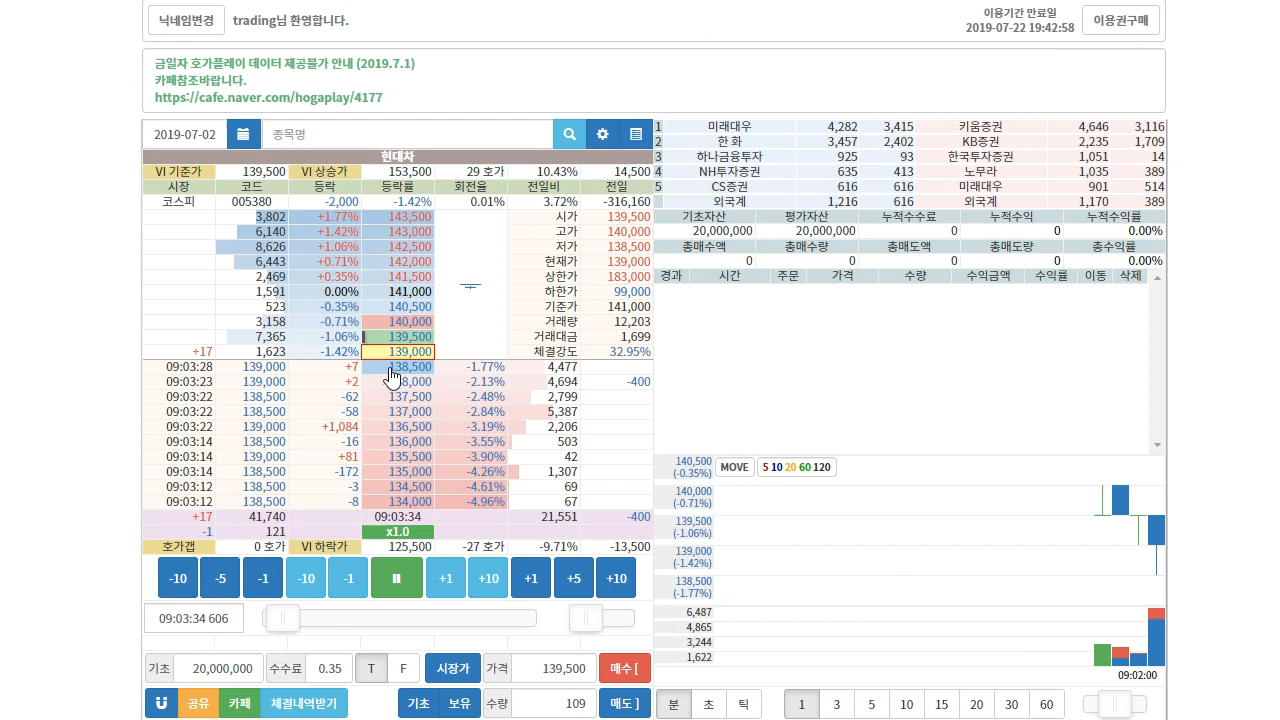 닉네임변경 trading님 환영합니다. 이용기간 만료일 2019-07-22 19:42:58 이용권구매
금일자 호가플레이 데이터 제공불가 안내 (2019.7.1)
카페참조바랍니다.
https://cafe.naver.com/hogaplay/4177
2019-07-02 종목명
현대차
VI 기준가 139,500 VI 상승가 153,500 29 호가 10.43% 14,500
시장 코드 등락 등락률 회전율 전일비 전일
코스피 005380 -2,000 -1.42% 0.01% 3.72% -316,160
3,802 +1.77% 143,500 시가 139,500
6,140 +1.42% 143,000 고가 140,000
8,626 +1.06% 142,500 저가 138,500
6,443 +0.71% 142,000 현재가 139,000
2,469 +0.35% 141,500 상한가 183,000
1,591 0.00% 141,000 하한가 99,000
523 -0.35% 140,500 기준가 141,000
3,158 -0.71% 140,000 거래량 12,203
7,365 -1.06% 139,500 거래대금 1,699
+17 1,623 -1.42% 139,000 체결강도 32.95%
09:03:28 139,000 +7 138,500 -1.77% 4,477
09:03:23 139,000 +2 8,000 -2.13% 4,694 -400
09:03:22 138,500 -62 137,500 -2.48% 2,799
09:03:22 138,500 -58 137,000 -2.84% 5,387
09:03:22 139,000 +1,084 136,500 -3.19% 2,206
09:03:14 138,500 -16 136,000 -3.55% 503
09:03:14 139,000 +81 135,500 -3.90% 42
09:03:14 138,500 -172 135,000 -4.26% 1,307
09:03:12 138,500 -3 134,500 -4.61% 69
09:03:12 138,500 -8 134,000 -4.96% 67
+17 41,740 09:03:34 21,551 -400
-1 121 x1.0
호가갭 0 호가 VI 하락가 125,500 -27 호가 -9.71% -13,500
-10 -5 -1 -10 -1 +1 +10 +1 +5 +10
09:03:34 606
기초 20,000,000 수수료 0.35 T F 시장가 가격 139,500 매수 [
공유 카페 체결내역받기 기초 보유 수량 109 매도 ]
1 미래대우 4,282 3,415 키움증권 4,646 3,116
2 한 화 3,457 2,402 KB증권 2,235 1,709
3 하나금융투자 925 93 한국투자증권 1,051 14
4 NH투자증권 635 413 노무라 1,035 389
5 CS증권 616 616 미래대우 901 514
외국계 1,216 616 외국계 1,170 389
기초자산 평가자산 누적수수료 누적수익 누적수익률
20,000,000 20,000,000 0 0 0.00%
총매수액 총매수량 총매도액 총매도량 총수익률
0 0 0 0 0.00%
경과 시간 주문 가격 수량 수익금액 수익률 이동 삭제
140,500 MOVE 5 10 20 60 120
(-0.35%)
140,000
(-0.71%)
139,500
(-1.06%)
139,000
(-1.42%)
138,500
(-1.77%)
6,487
4,865
3,244
1,622
09:02:00
분 초 틱 1 3 5 10 15 20 30 60